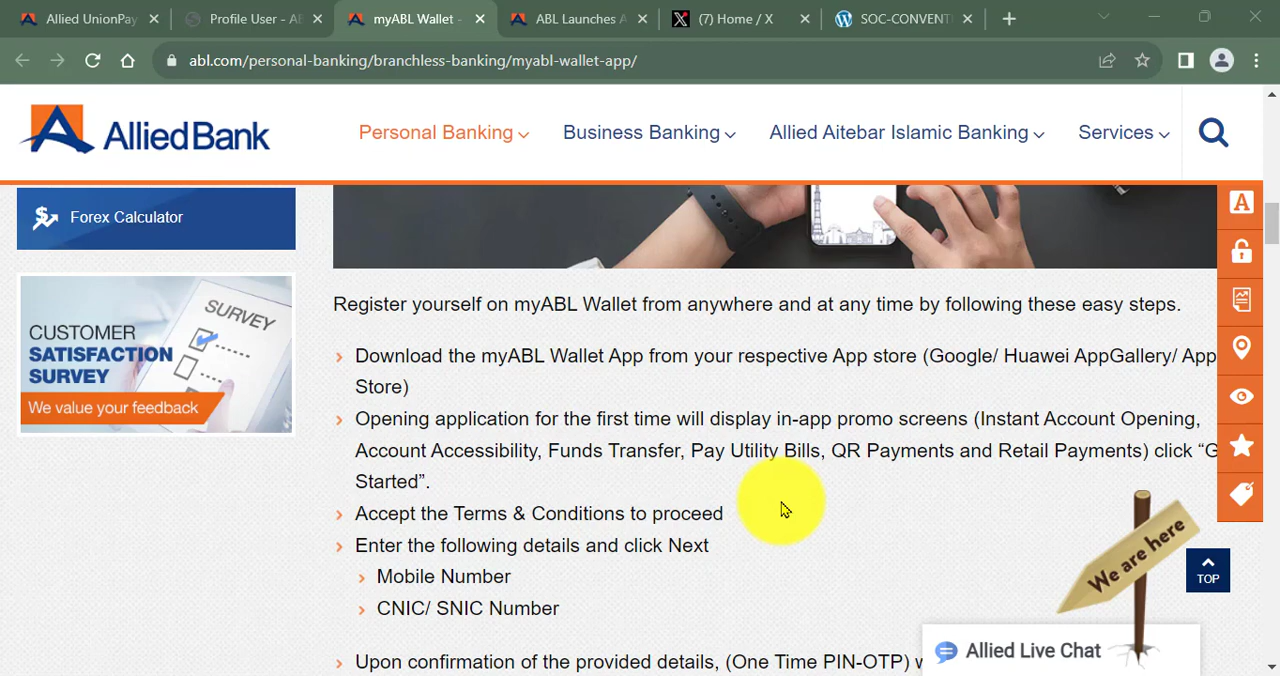 Allied UnionPay
Profile User - AB
myABL Wallet -
ABL Launches A
(7) Home / X
SOC-CONVENT
abl.com/personal-banking/branchless-banking/myabl-wallet-app/
Allied Bank
Personal Banking
Business Banking
Allied Aitebar Islamic Banking
Services
Forex Calculator
CUSTOMER
SATISFACTION
SURVEY
We value your feedback
SURVEY
Register yourself on myABL Wallet from anywhere and at any time by following these easy steps.
Download the myABL Wallet App from your respective App store (Google/ Huawei AppGallery/ App
Store)
Opening application for the first time will display in-app promo screens (Instant Account Opening,
Account Accessibility, Funds Transfer, Pay Utility Bills, QR Payments and Retail Payments) click “G
Started”.
Accept the Terms & Conditions to proceed
Enter the following details and click Next
Mobile Number
CNIC/ SNIC Number
Upon confirmation of the provided details, (One Time PIN-OTP) w
A
We are here
TOP
Allied Live Chat